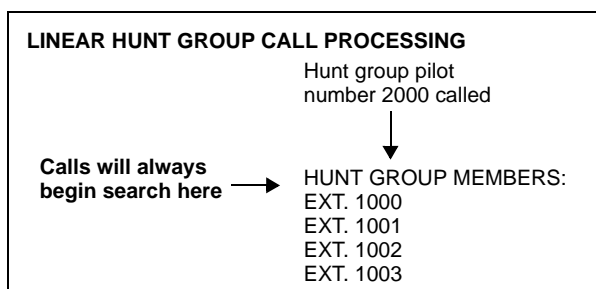 LINEAR HUNT GROUP CALL PROCESSING
Hunt group pilot
number 2000 called
Calls will always
begin search here
HUNT GROUP MEMBERS:
EXT. 1000
EXT. 1001
EXT. 1002
EXT. 1003